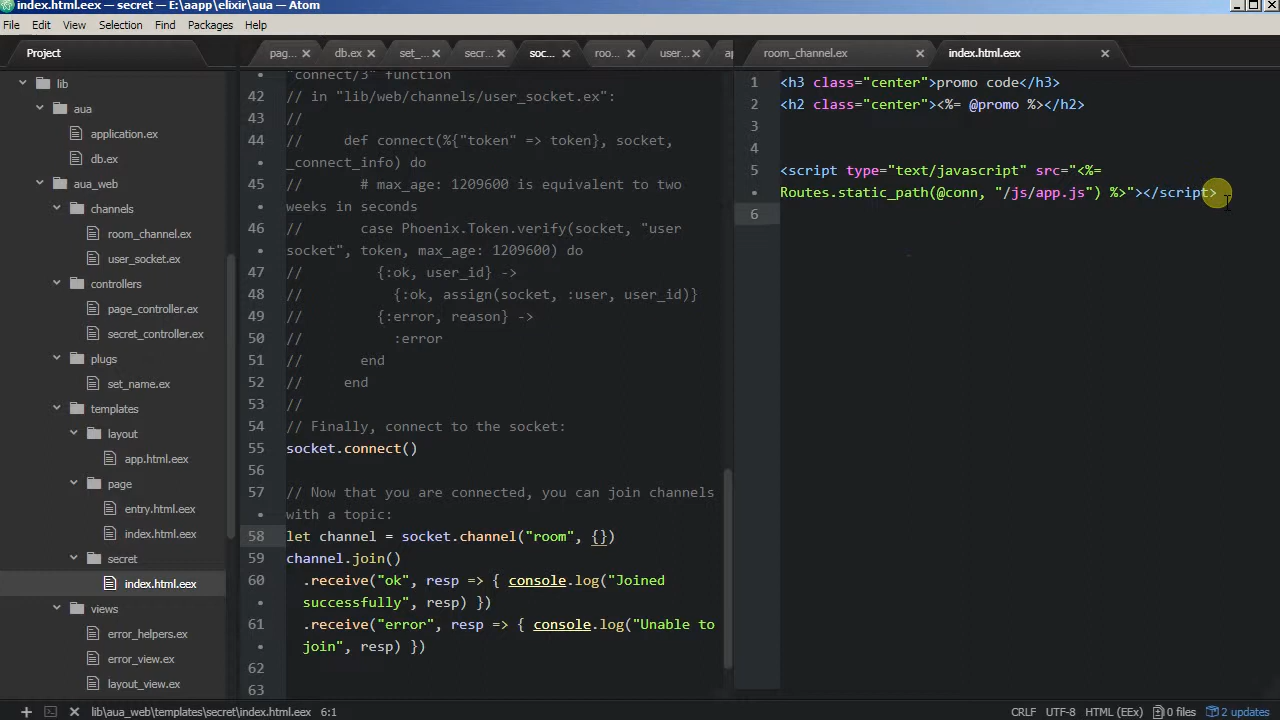 index.html.eex — secret — E:\aapp\elixir\aua — Atom
File Edit View Selection Find Packages Help
Project
pag... db.ex set_... secr... soc... roo... user... ap
room_channel.ex index.html.eex
lib
aua
application.ex
db.ex
aua_web
channels
room_channel.ex
user_socket.ex
controllers
page_controller.ex
secret_controller.ex
plugs
set_name.ex
templates
layout
app.html.eex
page
entry.html.eex
index.html.eex
secret
index.html.eex
views
error_helpers.ex
error_view.ex
layout_view.ex
"connect/3" function
42 // in "lib/web/channels/user_socket.ex":
43 //
44 // def connect(%{"token" => token}, socket,
_connect_info) do
45 // # max_age: 1209600 is equivalent to two
weeks in seconds
46 // case Phoenix.Token.verify(socket, "user
socket", token, max_age: 1209600) do
47 // {:ok, user_id} ->
48 // {:ok, assign(socket, :user, user_id)}
49 // {:error, reason} ->
50 // :error
51 // end
52 // end
53 //
54 // Finally, connect to the socket:
55 socket.connect()
56
57 // Now that you are connected, you can join channels
with a topic:
58 let channel = socket.channel("room", {})
59 channel.join()
60 .receive("ok", resp => { console.log("Joined
successfully", resp) })
61 .receive("error", resp => { console.log("Unable to
join", resp) })
62
63
1 <h3 class="center">promo code</h3>
2 <h2 class="center"><%= @promo %></h2>
3
4
5 <script type="text/javascript" src="<%=
Routes.static_path(@conn, "/js/app.js") %>"></script>
6
lib\aua_web\templates\secret\index.html.eex 6:1 CRLF UTF-8 HTML (EEx) 0 files 2 updates